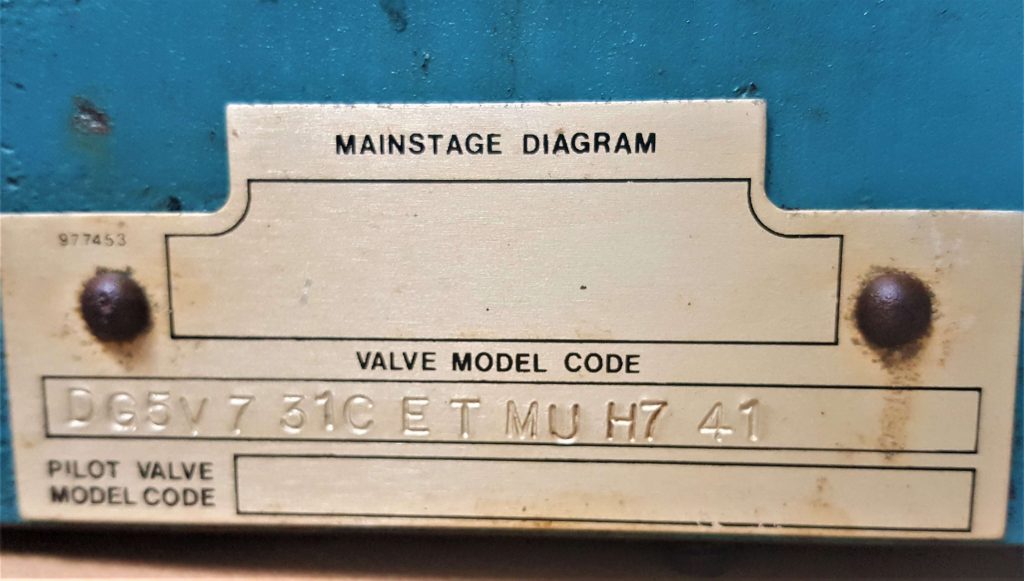 MAINSTAGE DIAGRAM
977453
VALVE MODEL CODE
DG5V 7 31C E T MU H7 41
PILOT VALVE
MODEL CODE